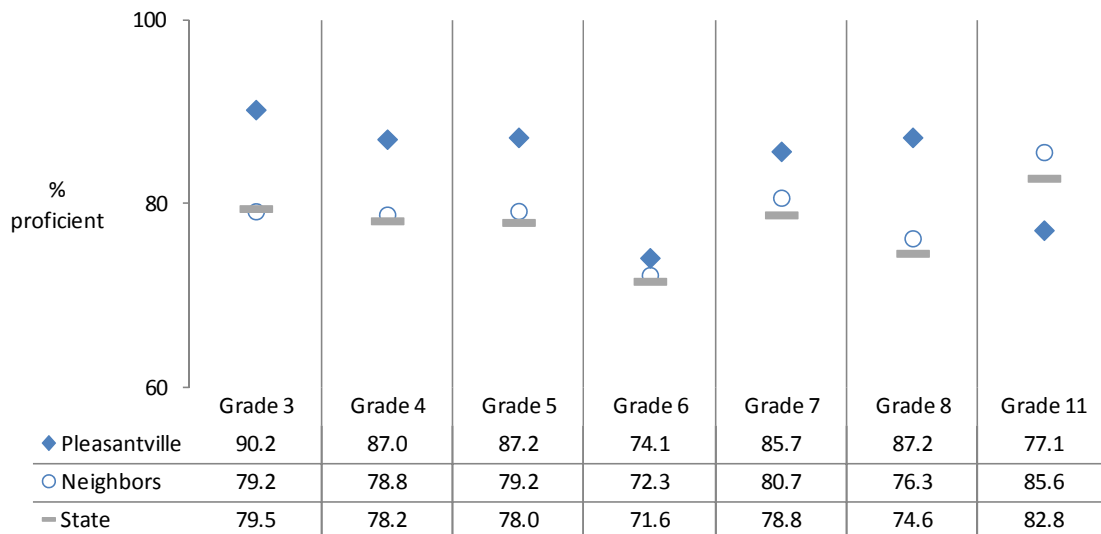 100
80
60
%
proficient
Grade 3 Grade 4 Grade 5 Grade 6 Grade 7 Grade 8 Grade 11
Pleasantville 90.2 87.0 87.2 74.1 85.7 87.2 77.1
Neighbors 79.2 78.8 79.2 72.3 80.7 76.3 85.6
State 79.5 78.2 78.0 71.6 78.8 74.6 82.8